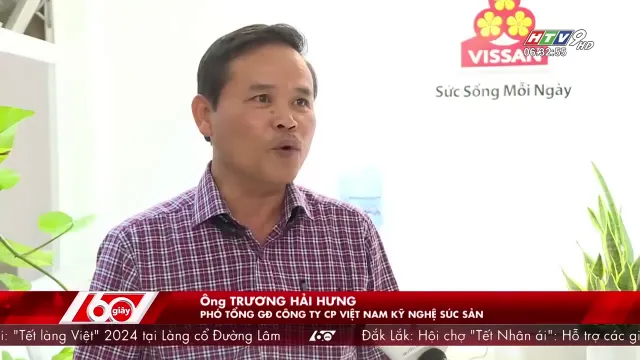 VISSAN
HTV9 HD
06:32:55
Sức Sống Mỗi Ngày
60 giây
Ông TRƯƠNG HẢI HƯNG
PHÓ TỔNG GĐ CÔNG TY CP VIỆT NAM KỸ NGHỆ SÚC SẢN
i: "Tết làng Việt" 2024 tại Làng cổ Đường Lâm 60 Đắk Lắk: Hội chợ "Tết Nhân ái": Hỗ trợ các g